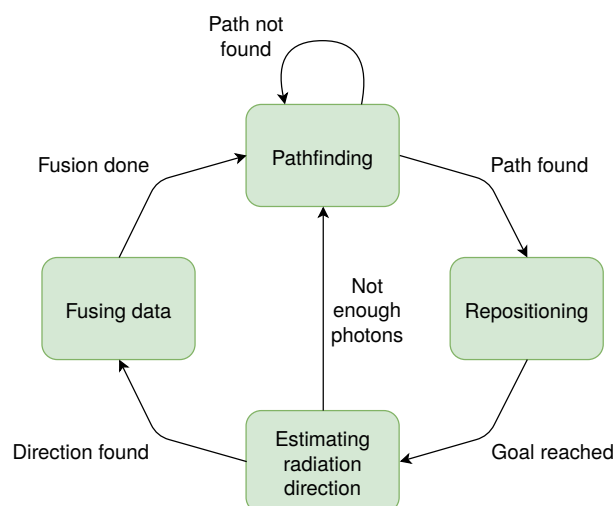 Path not
found
Pathfinding
Fusion done
Path found
Fusing data
Not
enough
photons
Repositioning
Direction found
Estimating
radiation
direction
Goal reached